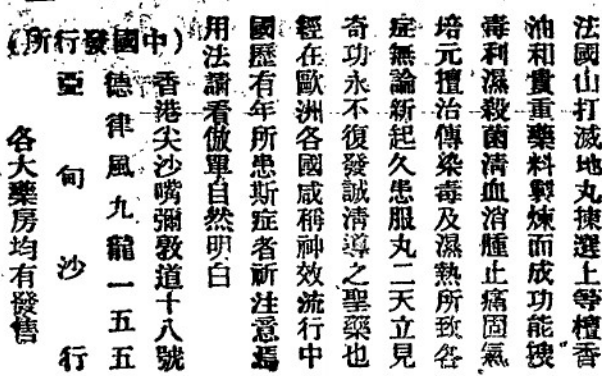 法國山打滅地丸揀選上等檀香
油和貴重藥料製煉而成功能搜
毒利濕殺菌清血消腫止痛固氣
培元擅治傳染毒及濕熱所致各
症無論新起久患服丸二天立見
奇功永不復發誠清導之聖藥也
經在歐洲各國咸稱神效流行中
國歷有年所患斯症者祈注意焉
用法請看倣單自然明白
(中國發行所)
香港尖沙嘴彌敦道十八號
德律風九龍一五五
亞甸沙行
各大藥房均有發售